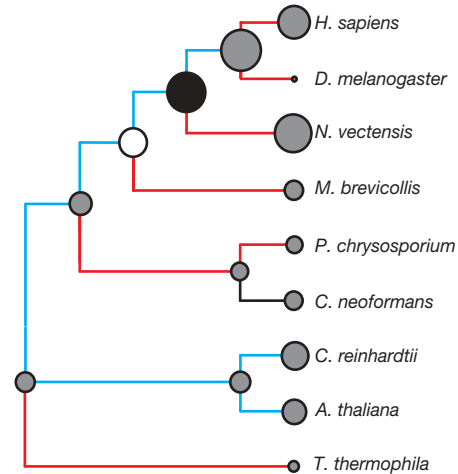 H. sapiens
D. melanogaster
N. vectensis
M. brevicollis
P. chrysosporium
C. neoformans
C. reinhardtii
A. thaliana
T. thermophila